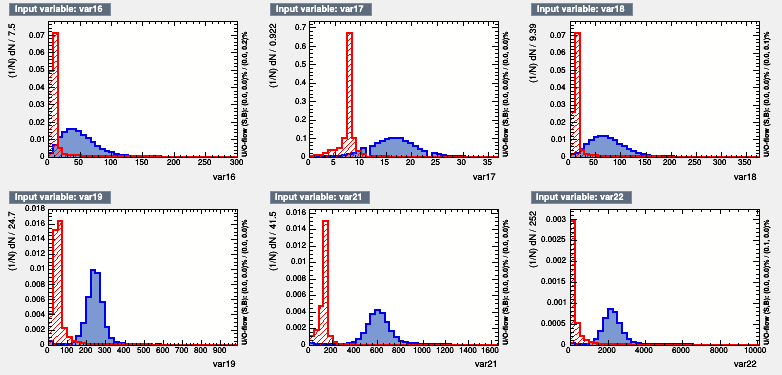 Input variable: var16
(1/N) dN / 7.5
0.07
0.06
0.05
0.04
0.03
0.02
0.01
0
0 50 100 150 200 250 300
var16
U/O-flow (S,B): (0.0, 0.0)% / (0.0, 0.2)%
Input variable: var17
(1/N) dN / 0.922
0.7
0.6
0.5
0.4
0.3
0.2
0.1
0
0 5 10 15 20 25 30 35
var17
U/O-flow (S,B): (0.0, 0.0)% / (0.0, 0.0)%
Input variable: var18
(1/N) dN / 9.39
0.07
0.06
0.05
0.04
0.03
0.02
0.01
0
0 50 100 150 200 250 300 350
var18
U/O-flow (S,B): (0.0, 0.0)% / (0.0, 0.1)%
Input variable: var19
(1/N) dN / 24.7
0.018
0.016
0.014
0.012
0.01
0.008
0.006
0.004
0.002
0
0 100 200 300 400 500 600 700 800 900
var19
U/O-flow (S,B): (0.0, 0.0)% / (0.0, 0.0)%
Input variable: var21
(1/N) dN / 41.5
0.016
0.014
0.012
0.01
0.008
0.006
0.004
0.002
0
0 200 400 600 800 1000 1200 1400 1600
var21
U/O-flow (S,B): (0.0, 0.0)% / (0.0, 0.0)%
Input variable: var22
(1/N) dN / 252
0.003
0.0025
0.002
0.0015
0.001
0.0005
0
0 2000 4000 6000 8000 10000
var22
U/O-flow (S,B): (0.0, 0.0)% / (0.1, 0.0)%